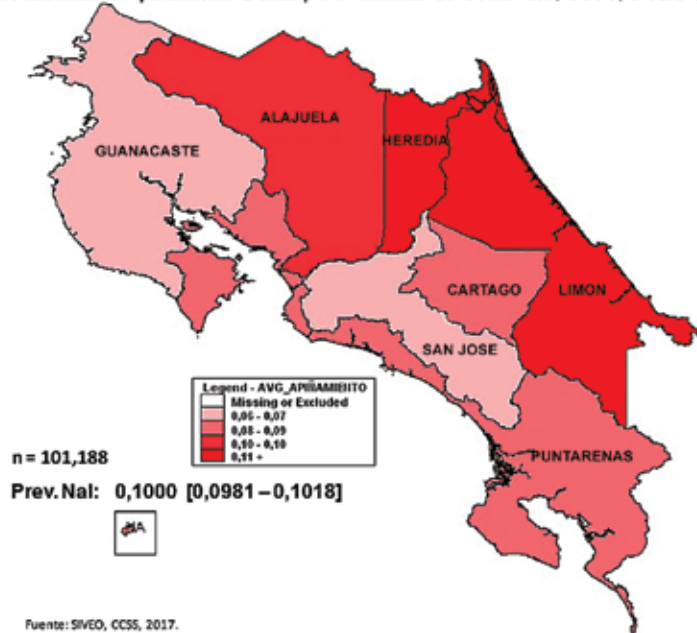 ALAJUELA
HEREDIA
GUANACASTE
CARTAGO
LIMON
SAN JOSE
Legend - AVG_APIÑAMIBITO
Missing or Excluded
0,06 - 0,07
0,08 - 0,09
0,10 - 0,10
0,11 +
n = 101,188
PUNTARENAS
Prev. Nal: 0,1000 [0,0981 – 0,1018]
Fuente: SIVEO, CCSS, 2017.